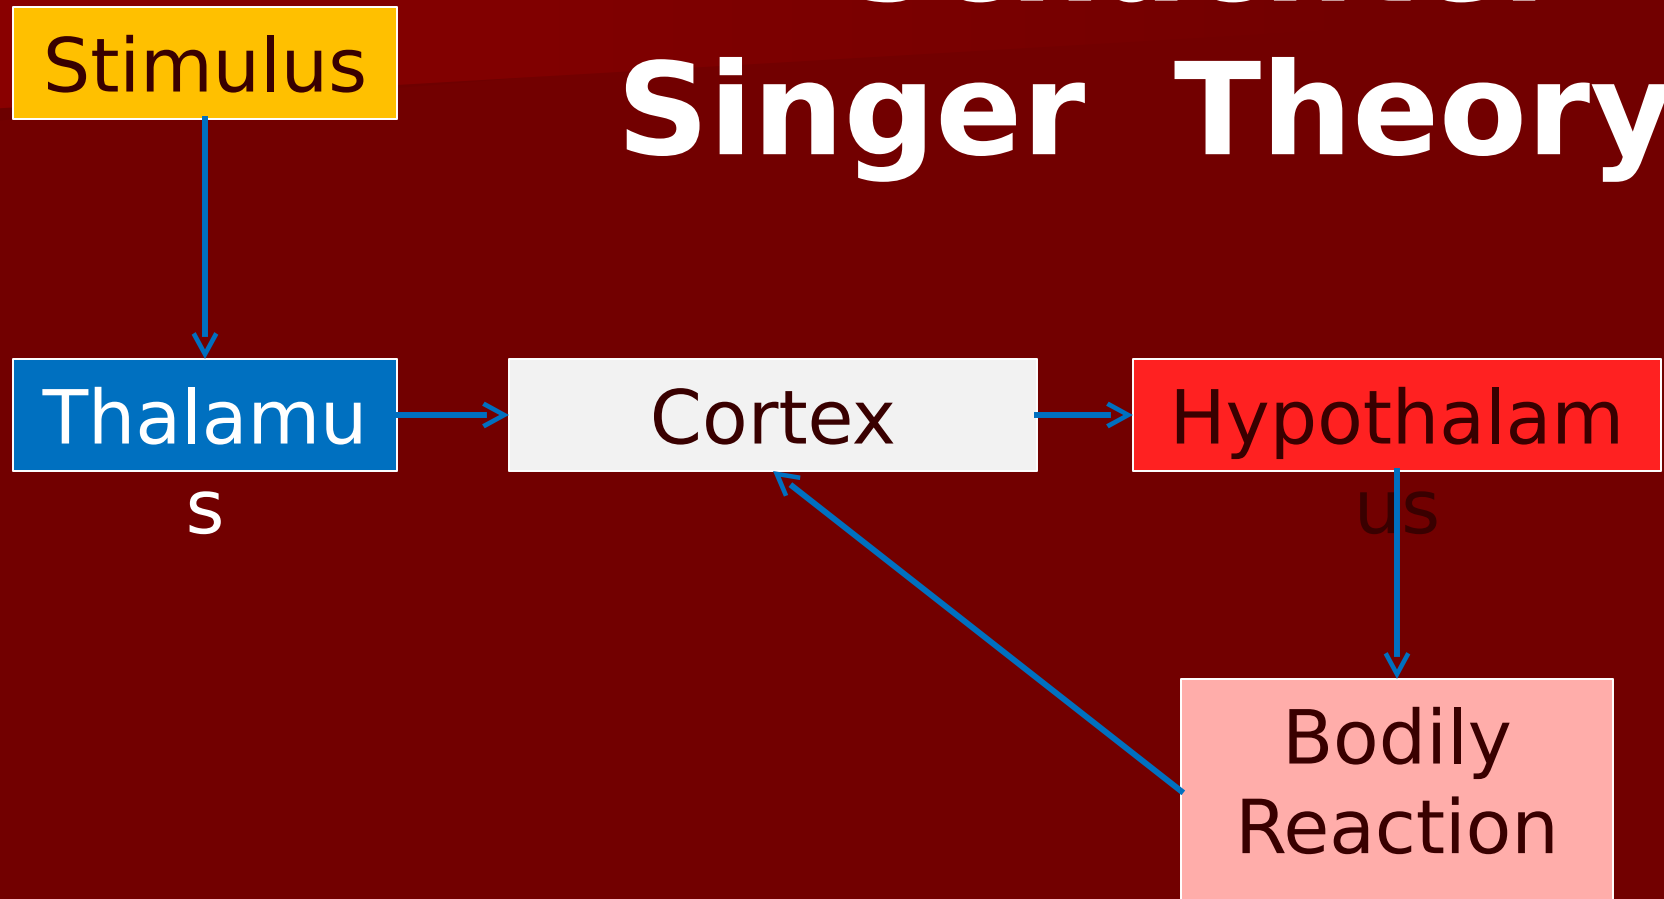 Stimulus
Singer Theory
Thalamu
s
Cortex
Hypothalam
us
Bodily
Reaction